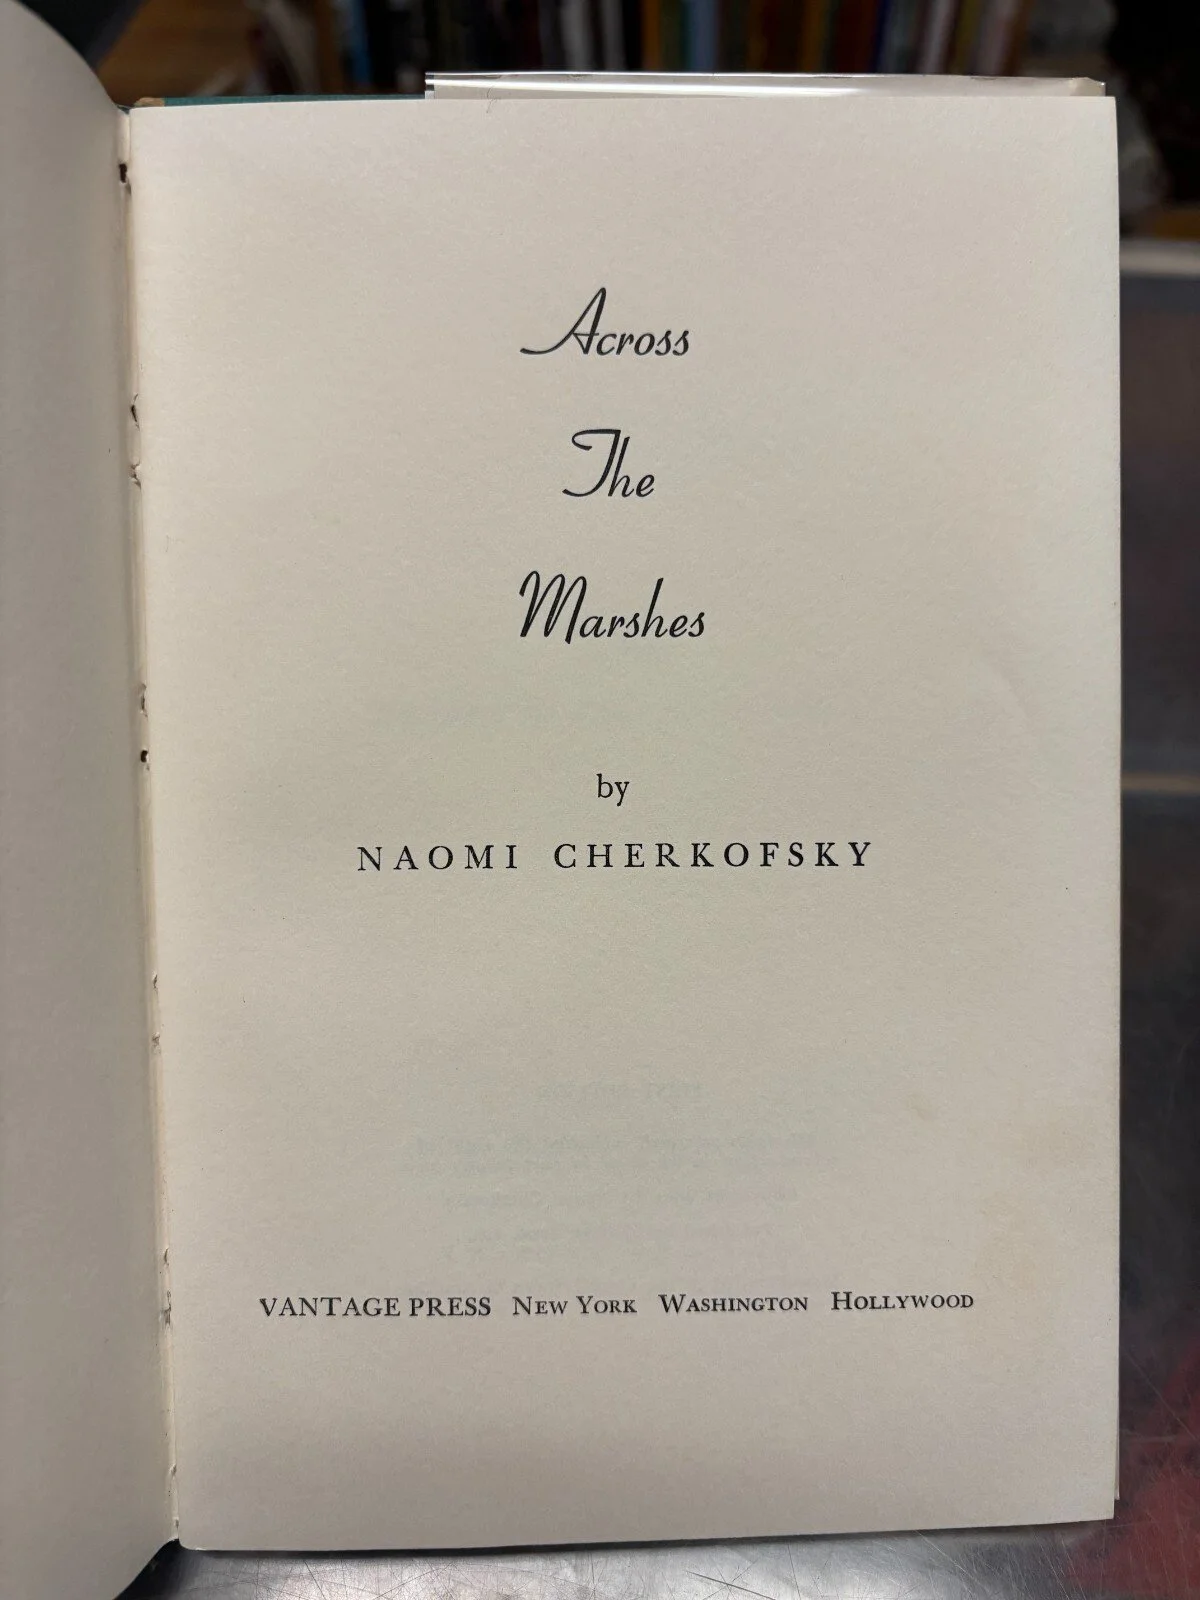 Across
The
Marshes
by
NAOMI CHERKOFSKY
VANTAGE PRESS New York Washington Hollywood